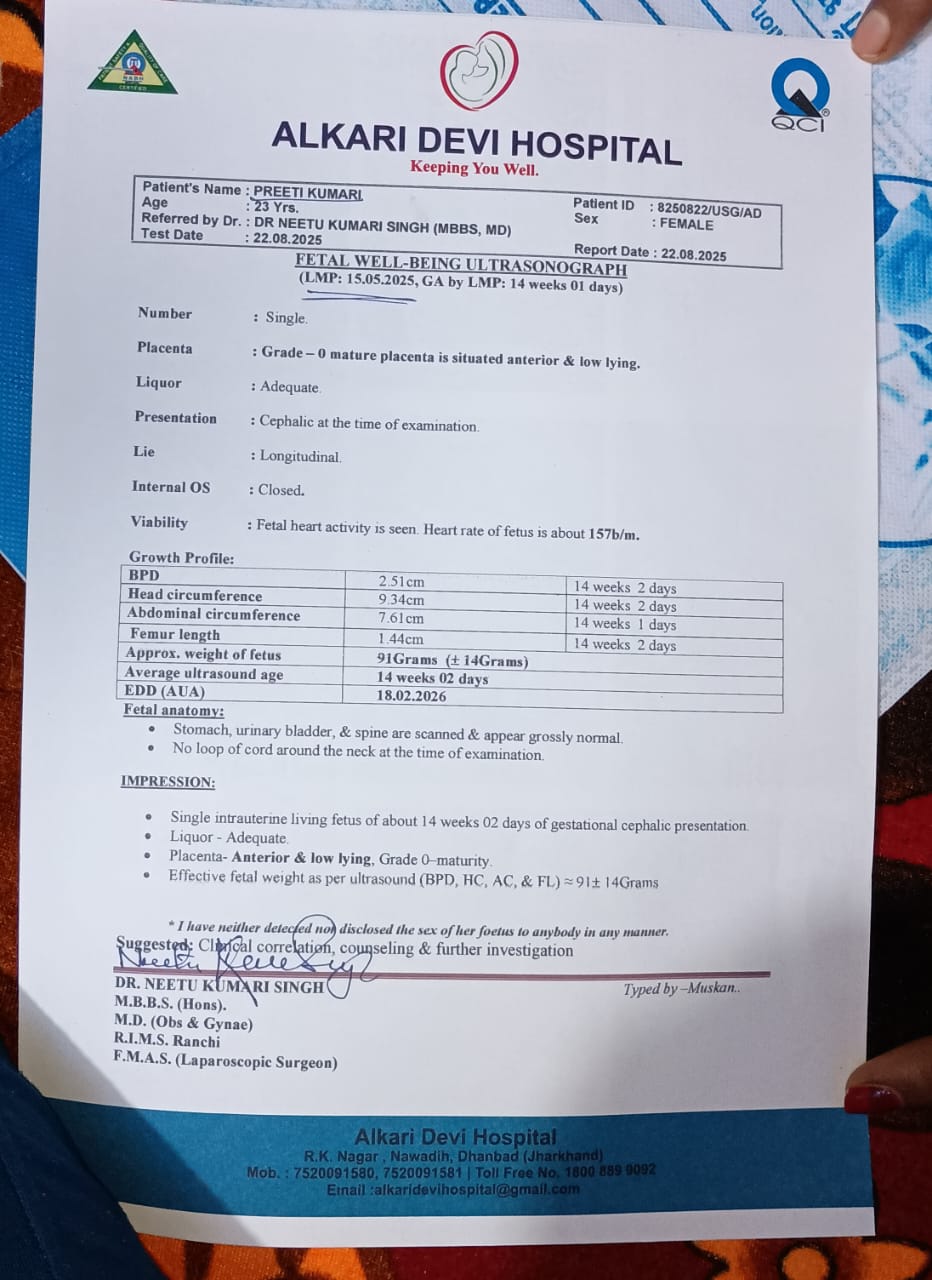 CERTIFIED
QCI
ALKARI DEVI HOSPITAL
Keeping You Well.
Patient's Name : PREETI KUMARI
Patient ID : 8250822/USG/AD
Age : 23 Yrs.
Sex : FEMALE
Referred by Dr. : DR NEETU KUMARI SINGH (MBBS, MD)
Test Date : 22.08.2025
Report Date : 22.08.2025
FETAL WELL-BEING ULTRASONOGRAPH
(LMP: 15.05.2025, GA by LMP: 14 weeks 01 days)
Number : Single.
Placenta : Grade – 0 mature placenta is situated anterior & low lying.
Liquor : Adequate.
Presentation : Cephalic at the time of examination.
Lie : Longitudinal.
Internal OS : Closed.
Viability : Fetal heart activity is seen. Heart rate of fetus is about 157b/m.
Growth Profile:
BPD 2.51cm 14 weeks 2 days
Head circumference 9.34cm 14 weeks 2 days
Abdominal circumference 7.61cm 14 weeks 1 days
Femur length 1.44cm 14 weeks 2 days
Approx. weight of fetus 91Grams (± 14Grams)
Average ultrasound age 14 weeks 02 days
EDD (AUA) 18.02.2026
Fetal anatomy:
• Stomach, urinary bladder, & spine are scanned & appear grossly normal.
• No loop of cord around the neck at the time of examination.
IMPRESSION:
• Single intrauterine living fetus of about 14 weeks 02 days of gestational cephalic presentation.
• Liquor - Adequate.
• Placenta- Anterior & low lying, Grade 0–maturity.
• Effective fetal weight as per ultrasound (BPD, HC, AC, & FL) ≈ 91± 14Grams
* I have neither detected not disclosed the sex of her foetus to anybody in any manner.
Suggested: Clinical correlation, counseling & further investigation
DR. NEETU KUMARI SINGH
Typed by –Muskan..
M.B.B.S. (Hons).
M.D. (Obs & Gynae)
R.I.M.S. Ranchi
F.M.A.S. (Laparoscopic Surgeon)
Alkari Devi Hospital
R.K. Nagar , Nawadih, Dhanbad (Jharkhand)
Mob. : 7520091580, 7520091581 | Toll Free No. 1800 889 9092
Email :alkaridevihospital@gmail.com